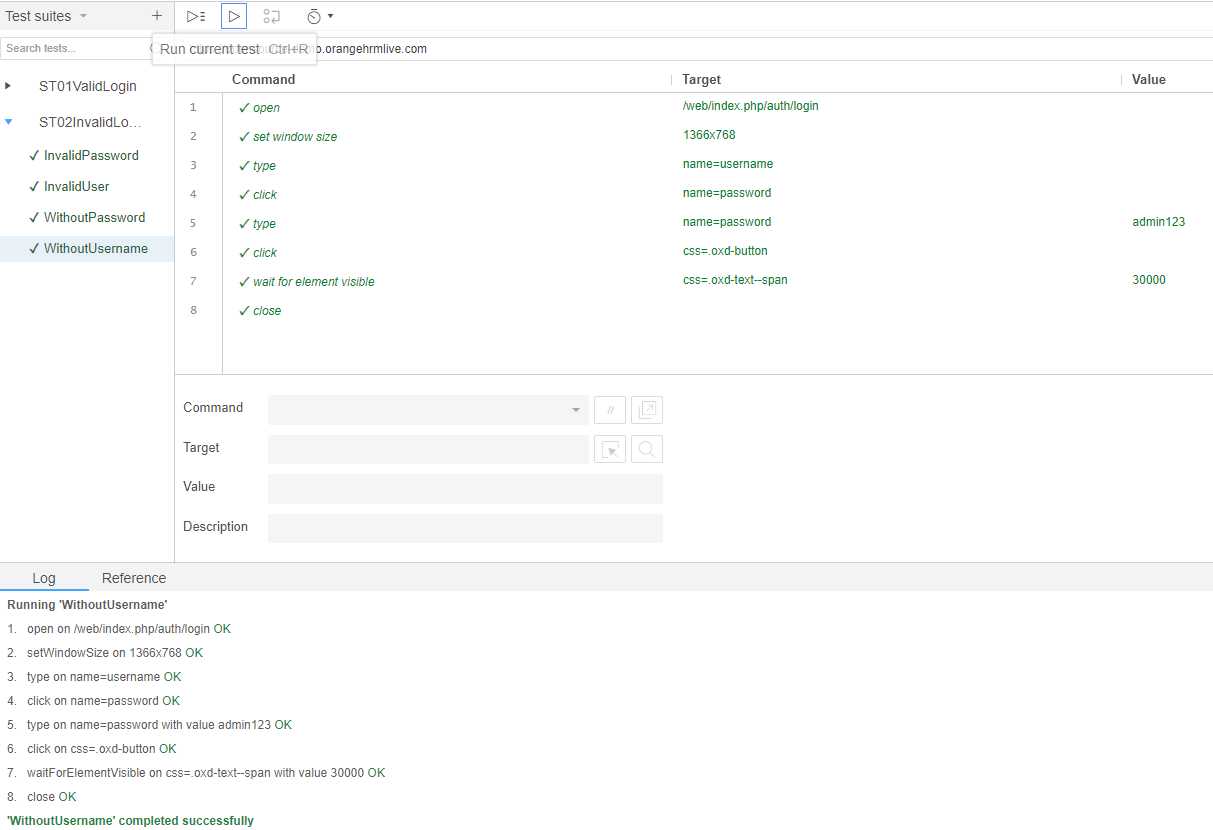 Test suites
Search tests...
Run current test Ctrl+R
o.orangehrmlive.com
ST01ValidLogin
ST02InvalidLo...
✓ InvalidPassword
✓ InvalidUser
✓ WithoutPassword
✓ WithoutUsername
Command Target Value
1 ✓ open /web/index.php/auth/login
2 ✓ set window size 1366x768
3 ✓ type name=username
4 ✓ click name=password
5 ✓ type name=password admin123
6 ✓ click css=.oxd-button
7 ✓ wait for element visible css=.oxd-text--span 30000
8 ✓ close
Command //
Target
Value
Description
Log Reference
Running 'WithoutUsername'
1. open on /web/index.php/auth/login OK
2. setWindowSize on 1366x768 OK
3. type on name=username OK
4. click on name=password OK
5. type on name=password with value admin123 OK
6. click on css=.oxd-button OK
7. waitForElementVisible on css=.oxd-text--span with value 30000 OK
8. close OK
'WithoutUsername' completed successfully